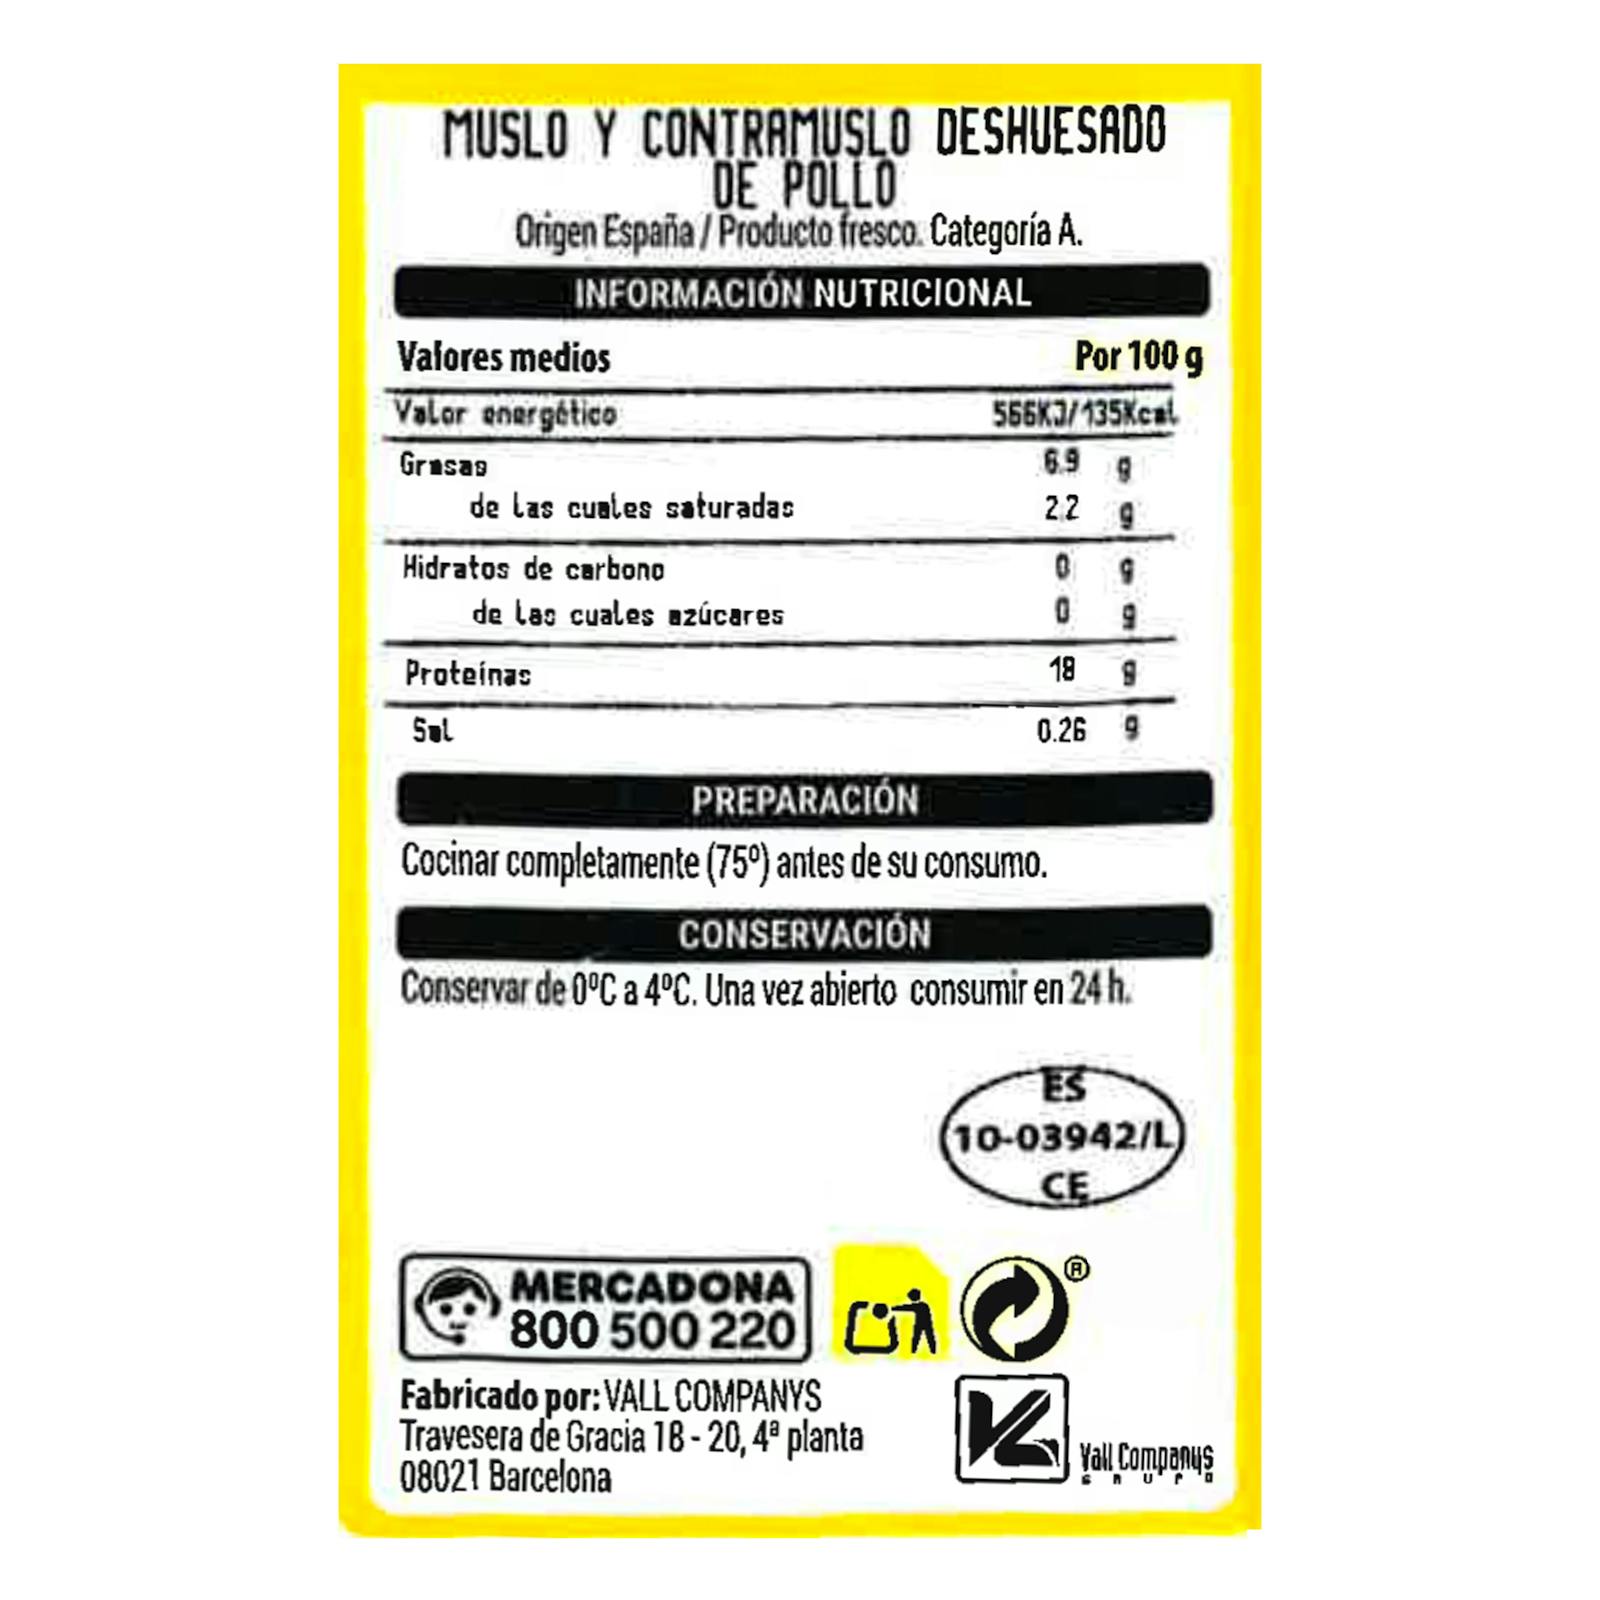 MUSLO Y CONTRAMUSLO DESHUESADO
DE POLLO
Origen España / Producto fresco. Categoría A.
INFORMACIÓN NUTRICIONAL
Valores medios Por 100 g
Valor energético 566KJ/135Kcal
Grasas 6.9 g
de las cuales saturadas 2.2 g
Hidratos de carbono 0 g
de las cuales azúcares 0 g
Proteínas 18 g
Sal 0.26 g
PREPARACIÓN
Cocinar completamente (75º) antes de su consumo.
CONSERVACIÓN
Conservar de 0ºC a 4ºC. Una vez abierto consumir en 24 h.
ES
10-03942/L
CE
MERCADONA
800 500 220
®
Fabricado por: VALL COMPANYS
Travesera de Gracia 18 - 20, 4ª planta
08021 Barcelona
Vall Companys
GRUPO